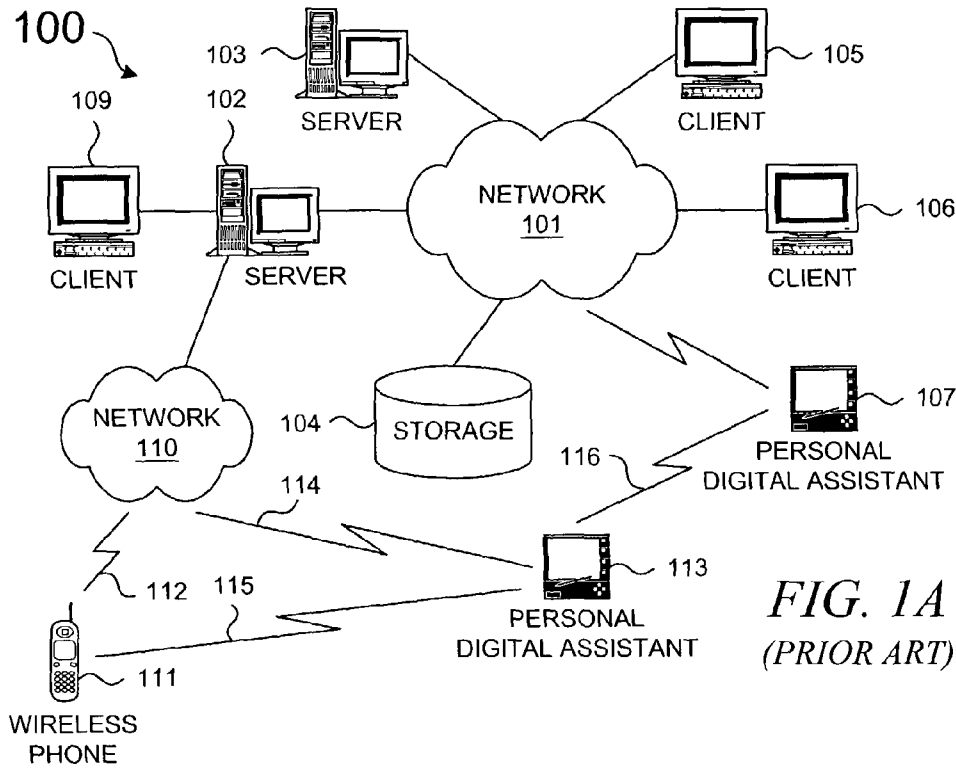 100
103
SERVER
105
CLIENT
109
CLIENT
102
SERVER
NETWORK
101
106
CLIENT
NETWORK
110
104
STORAGE
107
PERSONAL
DIGITAL ASSISTANT
116
114
113
PERSONAL
DIGITAL ASSISTANT
112
115
111
WIRELESS
PHONE
FIG. 1A
(PRIOR ART)